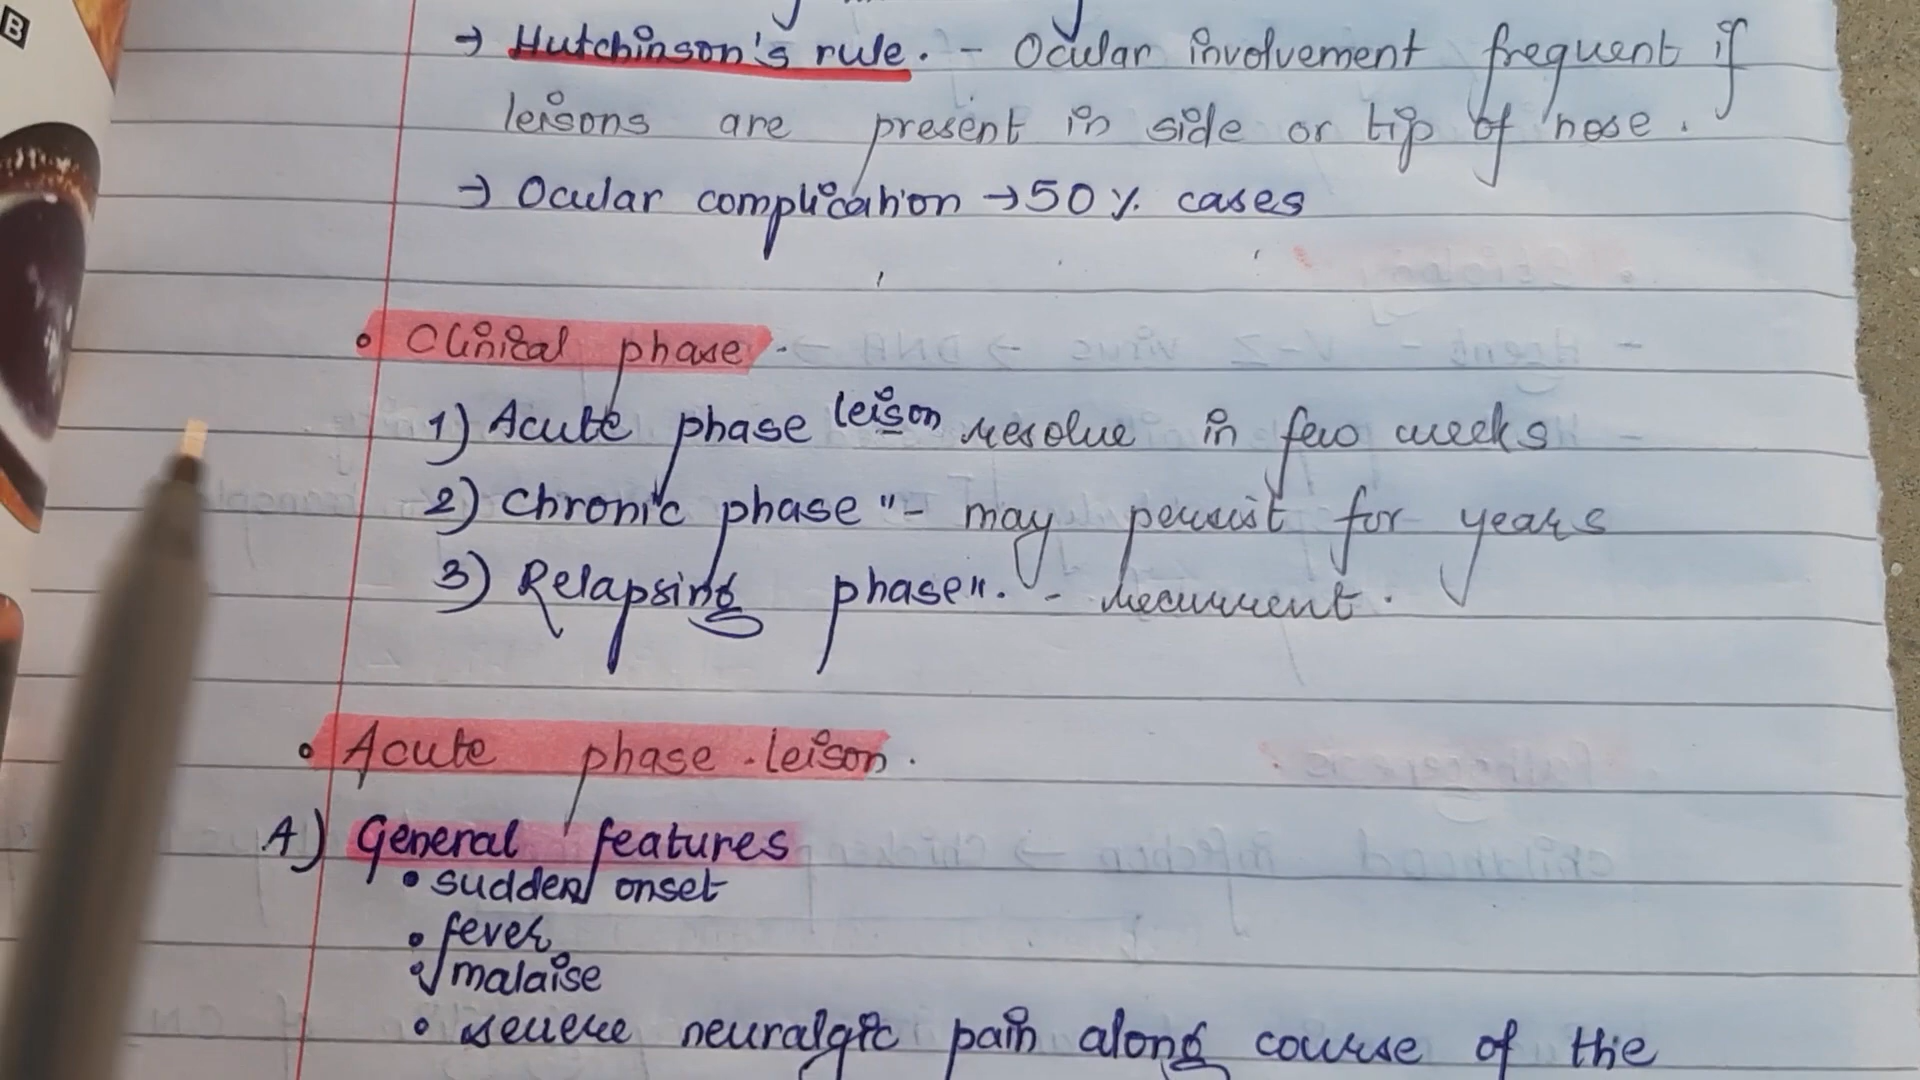 B
→ Hutchinson's rule. - Ocular involvement frequent if
leisons are present in side or tip of nose.
→ Ocular complication → 50% cases
• Clinical phase -
1) Acute phase leison resolve in few weeks
2) Chronic phase " - may persist for years
3) Relapsing phase ". - recurrent.
• Acute phase leison.
A) General features
• sudden onset
• fever
• malaise
• severe neuralgic pain along course of the